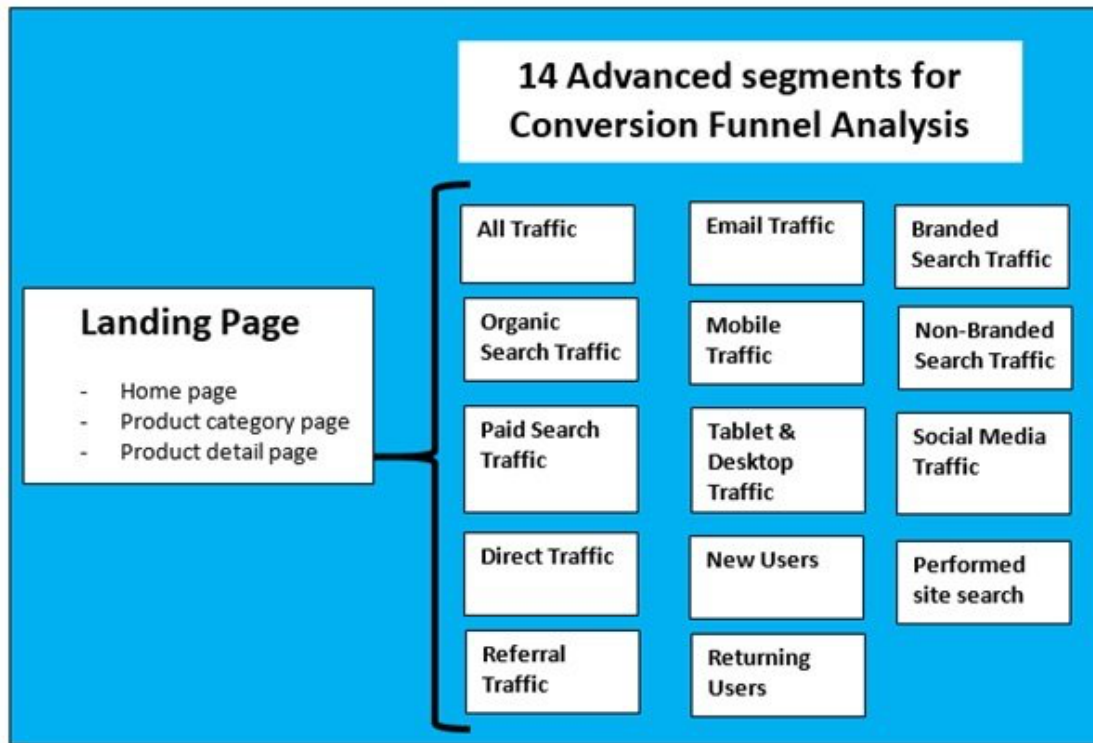 14 Advanced segments for
Conversion Funnel Analysis
Landing Page
- Home page
- Product category page
- Product detail page
All Traffic
Organic
Search Traffic
Paid Search
Traffic
Direct Traffic
Referral
Traffic
Email Traffic
Mobile
Traffic
Tablet &
Desktop
Traffic
New Users
Returning
Users
Branded
Search Traffic
Non-Branded
Search Traffic
Social Media
Traffic
Performed
site search